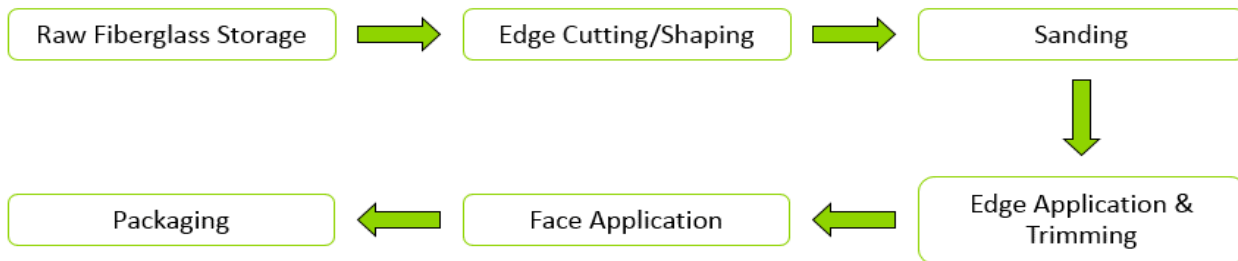 Raw Fiberglass Storage
Edge Cutting/Shaping
Sanding
Edge Application &
Trimming
Face Application
Packaging